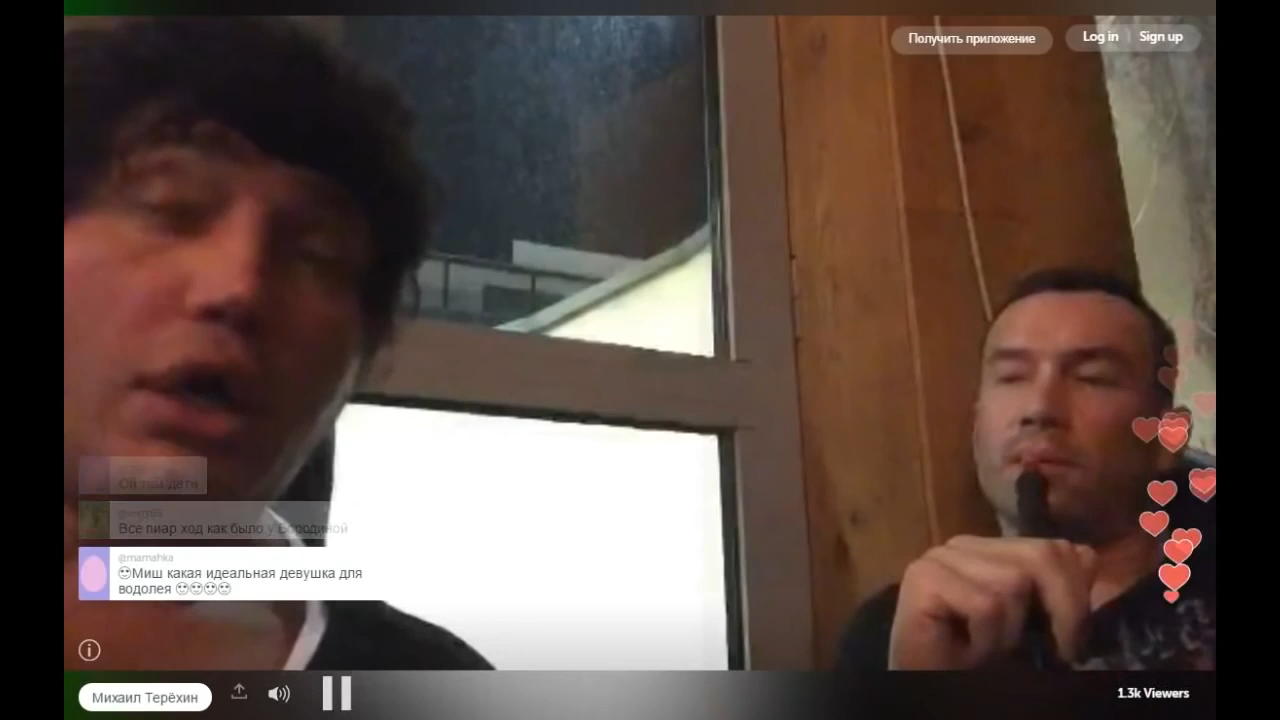 Получить приложение
Log in | Sign up
Ой там дети
Все пиар ход как было у Бородиной
@mamahka
Миш какая идеальная девушка для
водолея
Михаил Терёхин
1.3k Viewers